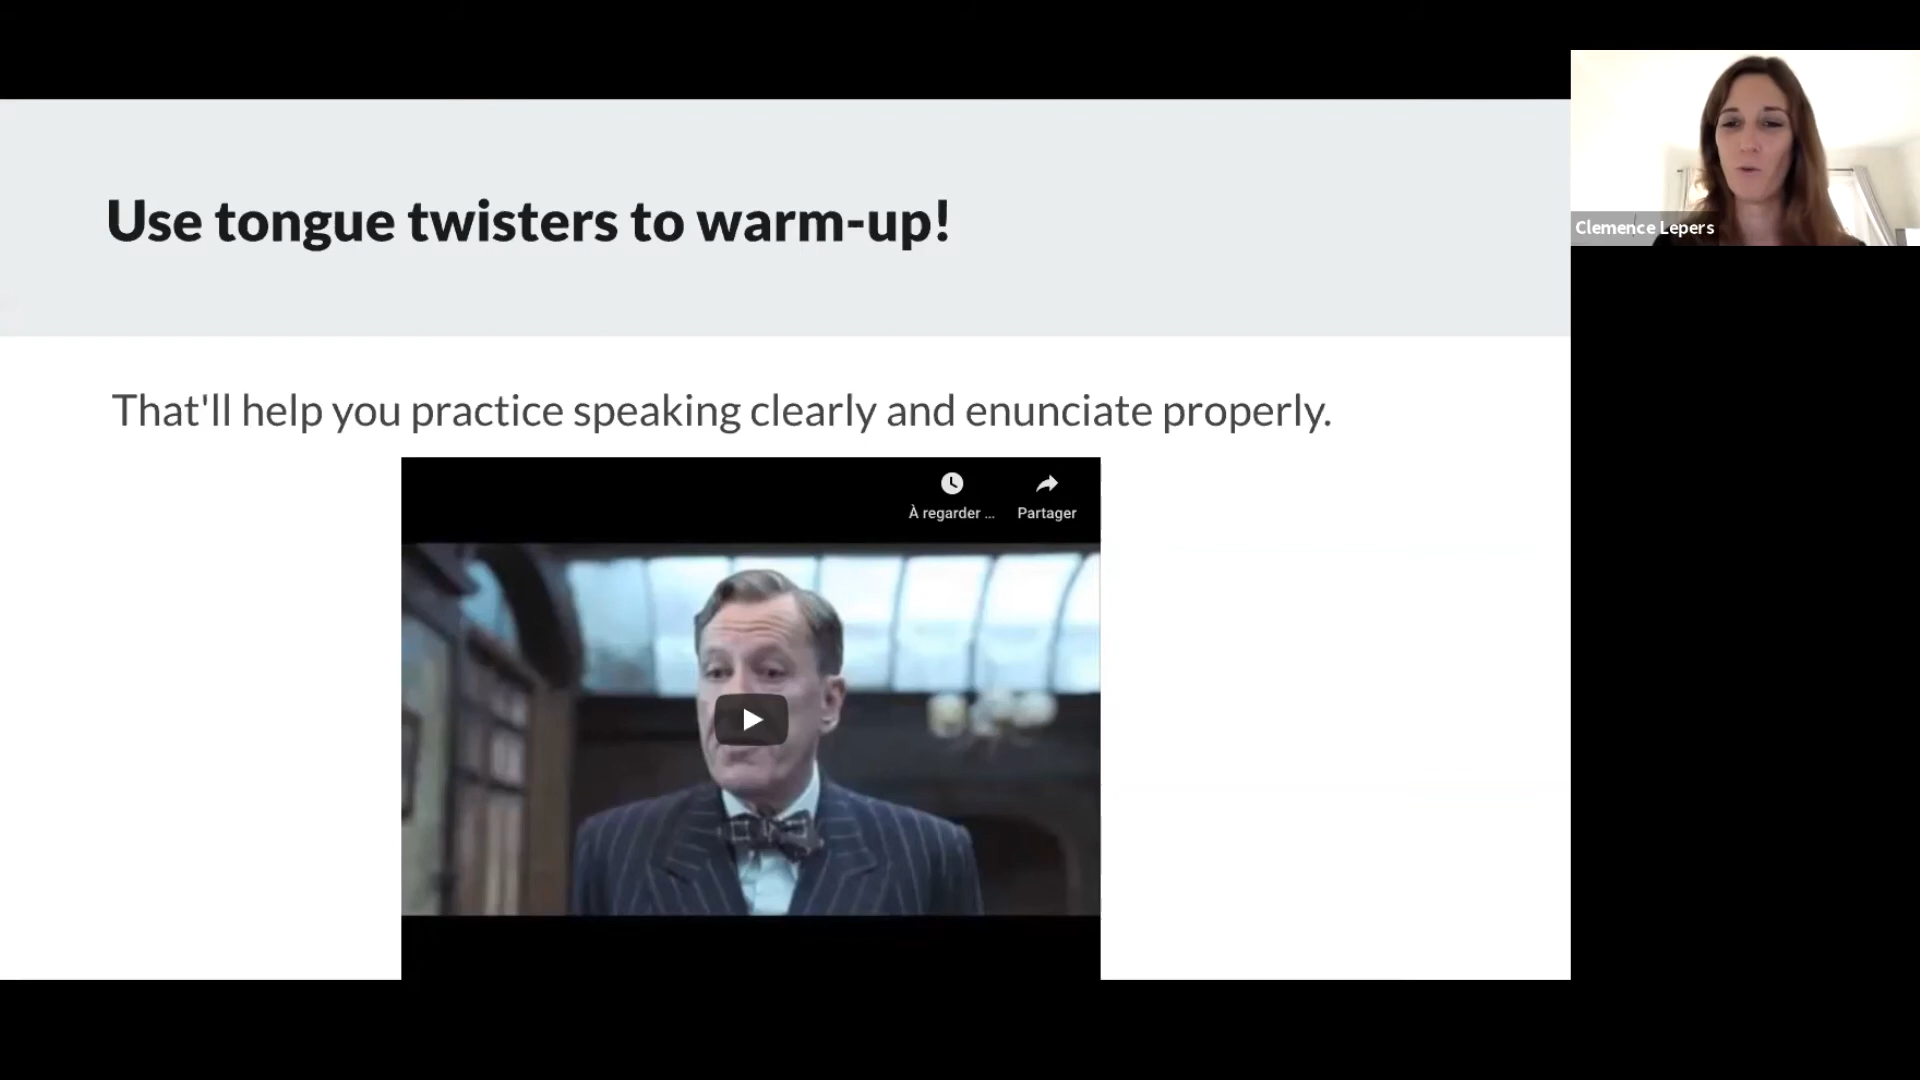 Use tongue twisters to warm-up!
Clemence Lepers
That'll help you practice speaking clearly and enunciate properly.
À regarder ...
Partager